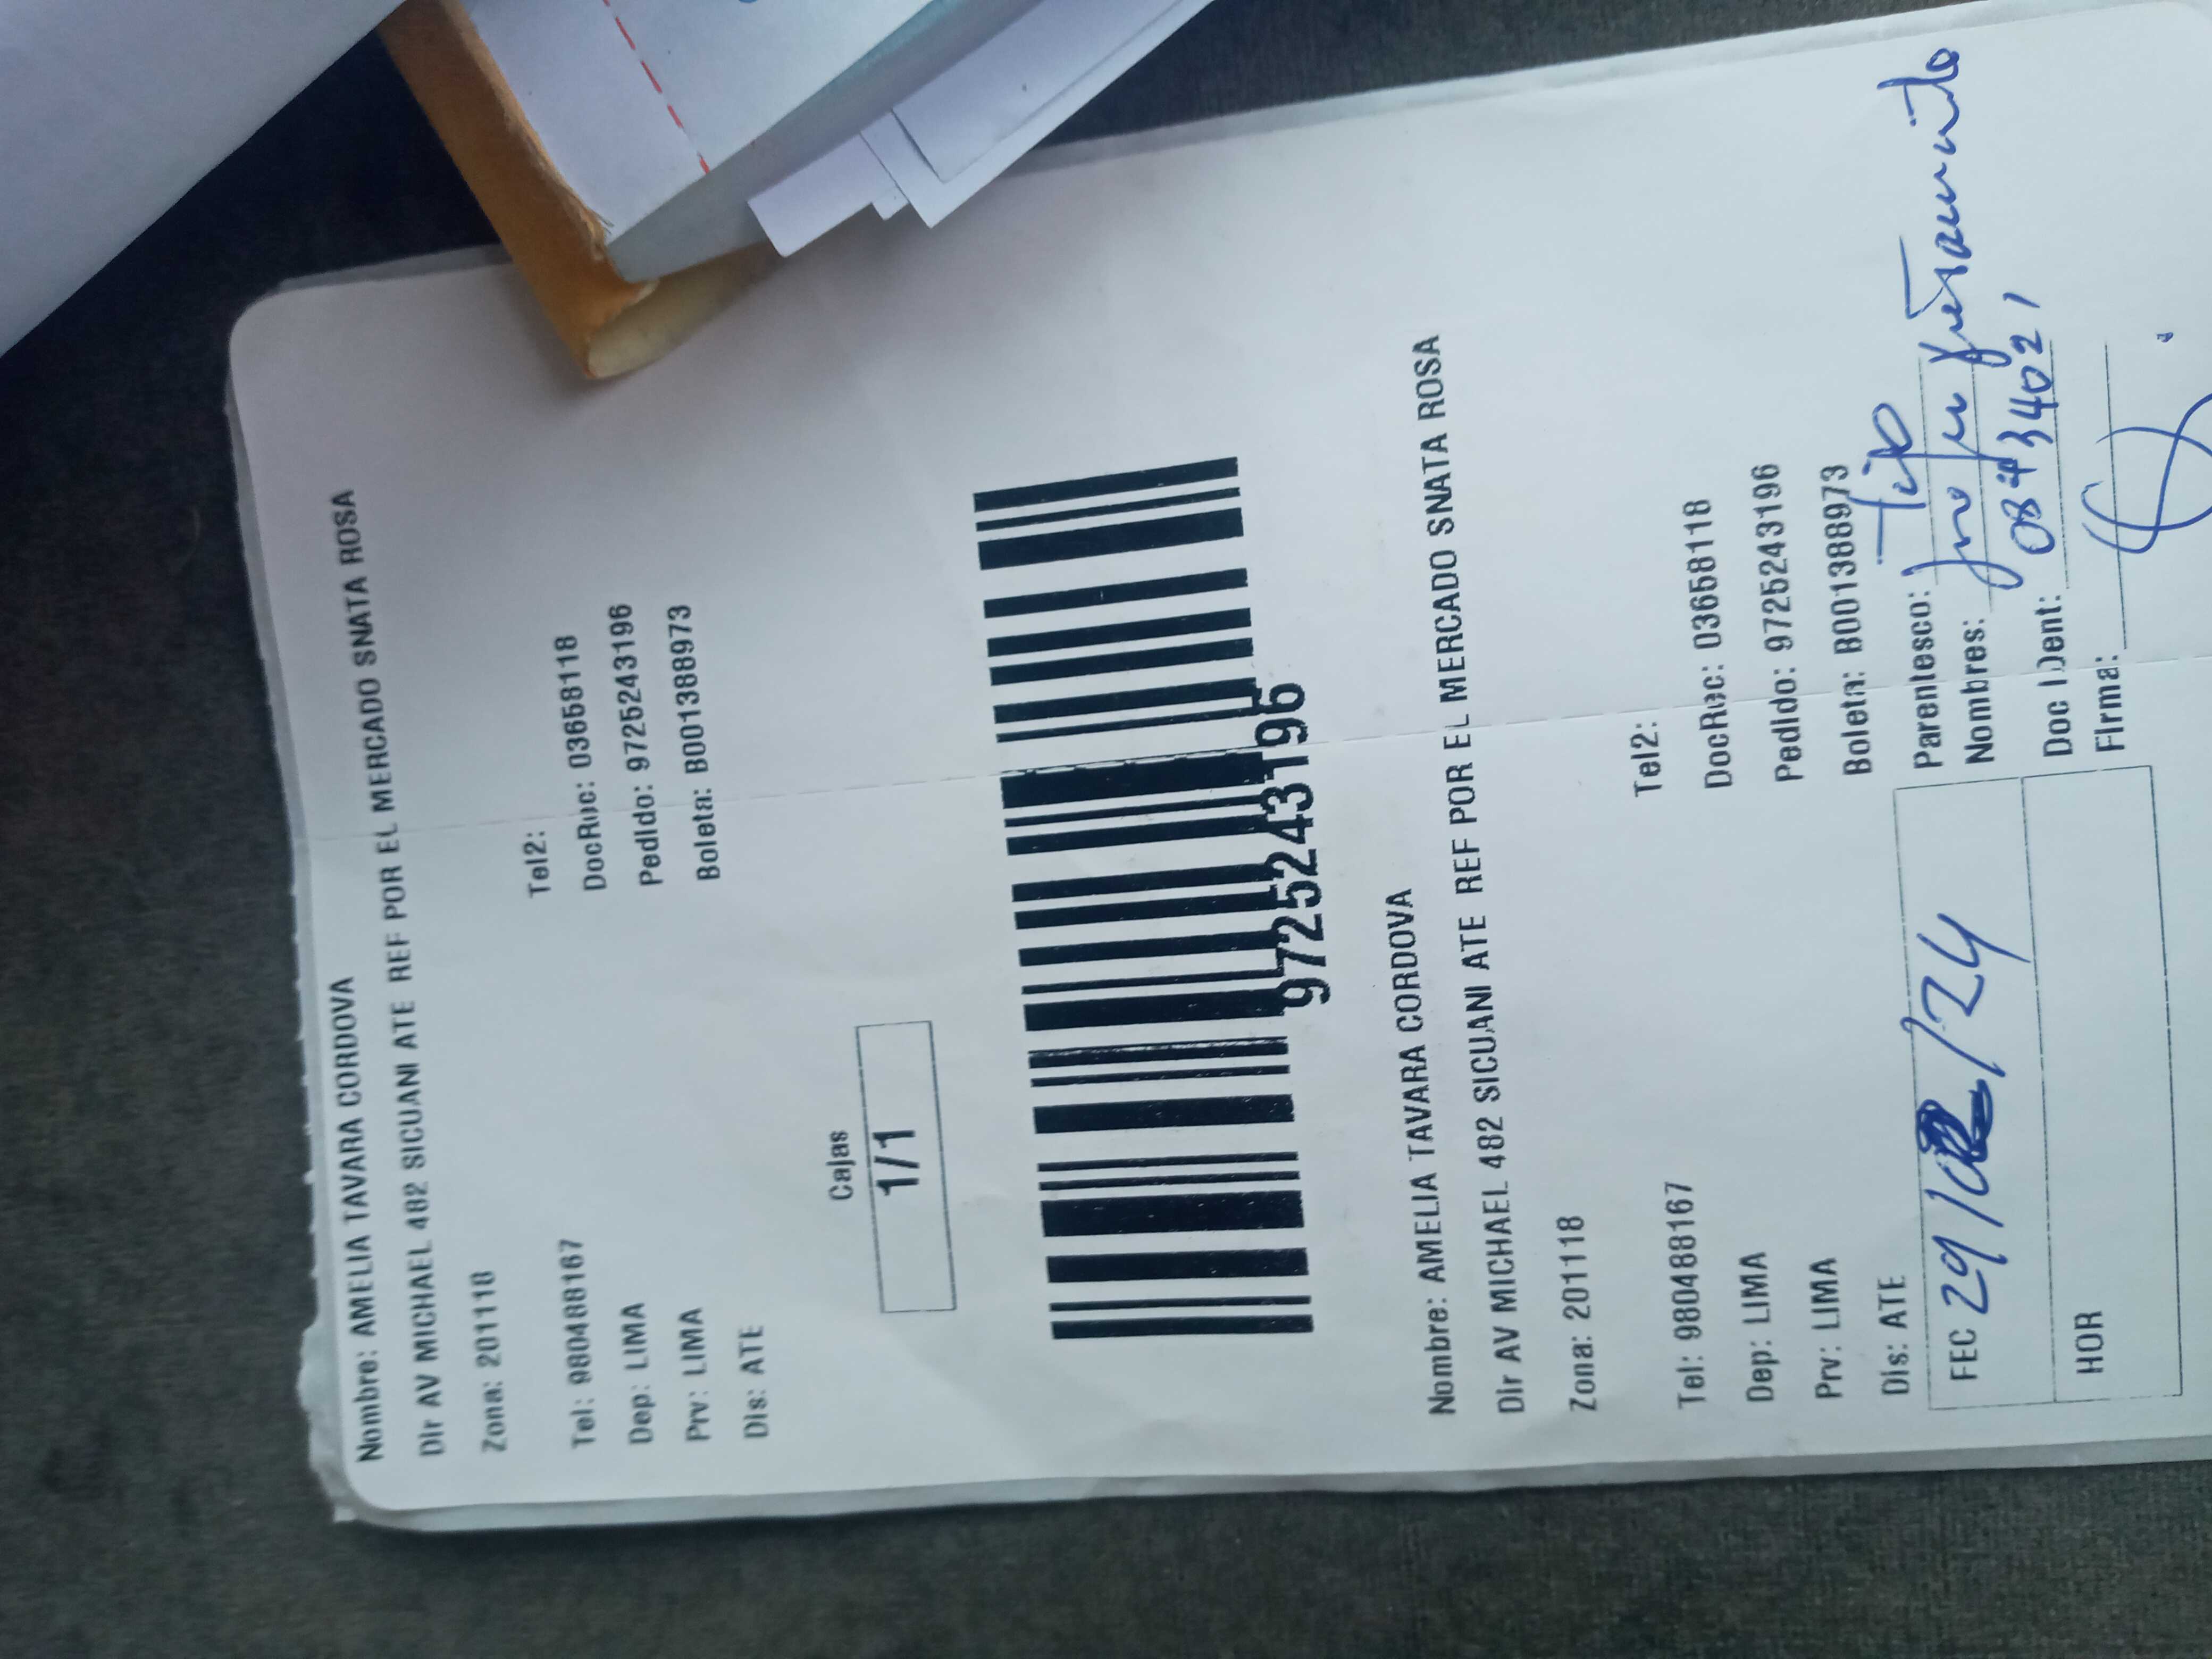 Nombre: AMELIA TAVARA CORDOVA
Dir AV MICHAEL 482 SICUANI ATE REF POR EL MERCADO SNATA ROSA
Zona: 201118
Tel2:
Tel: 980488167
DocRuc: 03658118
Dep: LIMA
Pedido: 9725243196
Prv: LIMA
Boleta: B001388973
Dis: ATE
Cajas
1/1
9725243196
Nombre: AMELIA TAVARA CORDOVA
Dir AV MICHAEL 482 SICUANI ATE REF POR EL MERCADO SNATA ROSA
Zona: 201118
Tel2:
Tel: 980488167
DocRuc: 03658118
Dep: LIMA
Pedido: 9725243196
Prv: LIMA
Boleta: B001388973
Dis: ATE
Parentesco: Tio
FEC 29/ /24
Nombres:
Doc Ident:
HOR
Firma: